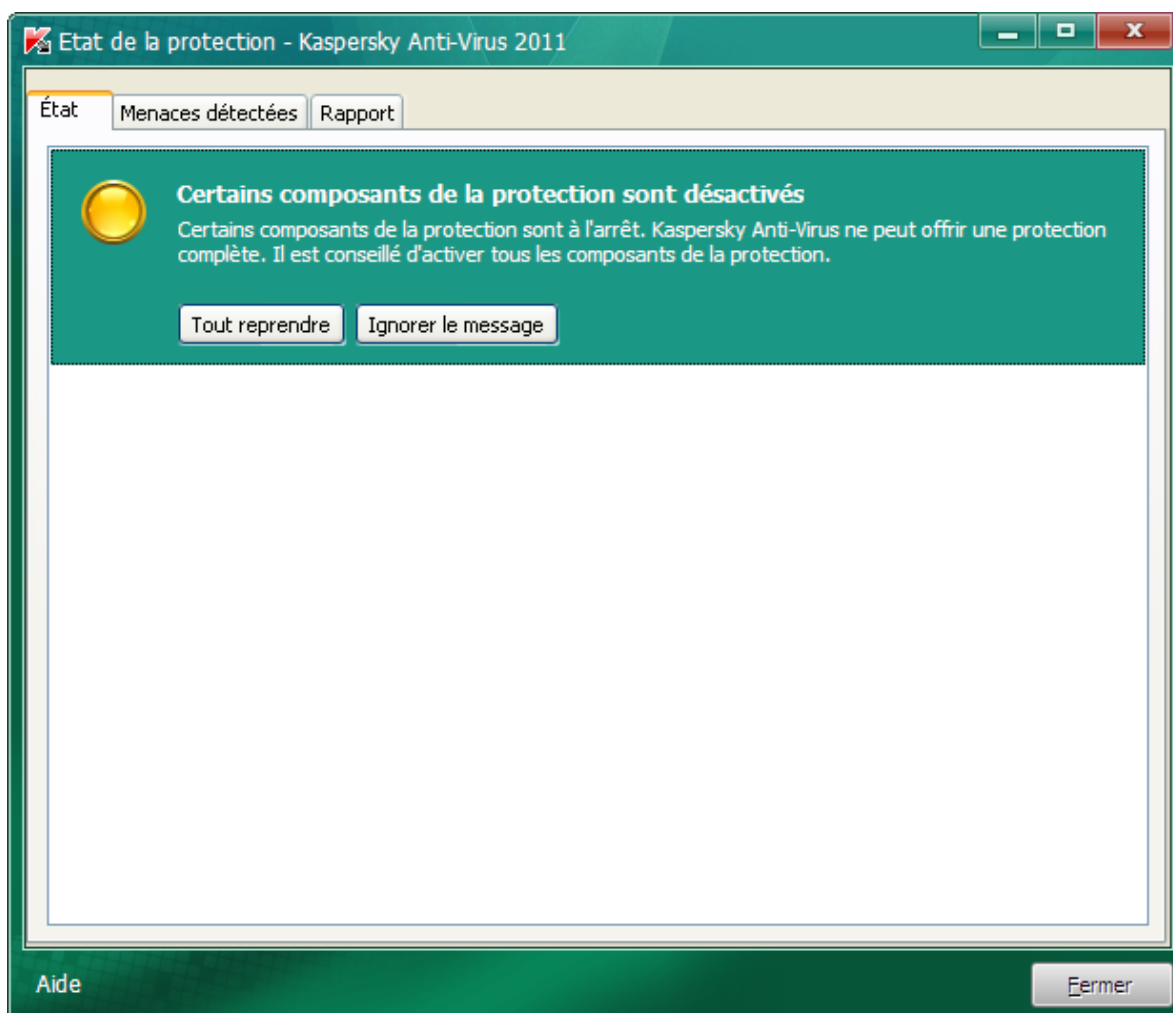 Etat de la protection - Kaspersky Anti-Virus 2011
État Menaces détectées Rapport
Certains composants de la protection sont désactivés
Certains composants de la protection sont à l'arrêt. Kaspersky Anti-Virus ne peut offrir une protection
complète. Il est conseillé d'activer tous les composants de la protection.
Tout reprendre Ignorer le message
Aide Fermer